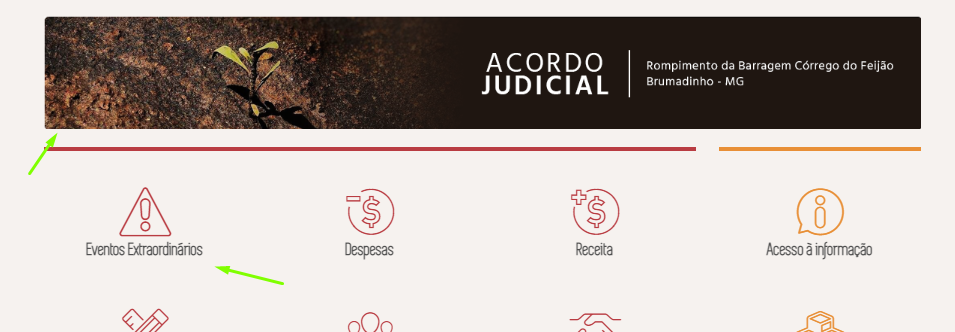 ACORDO
JUDICIAL
Rompimento da Barragem Córrego do Feijão
Brumadinho - MG
Eventos Extraordinários
Despesas
Receita
Acesso à informação